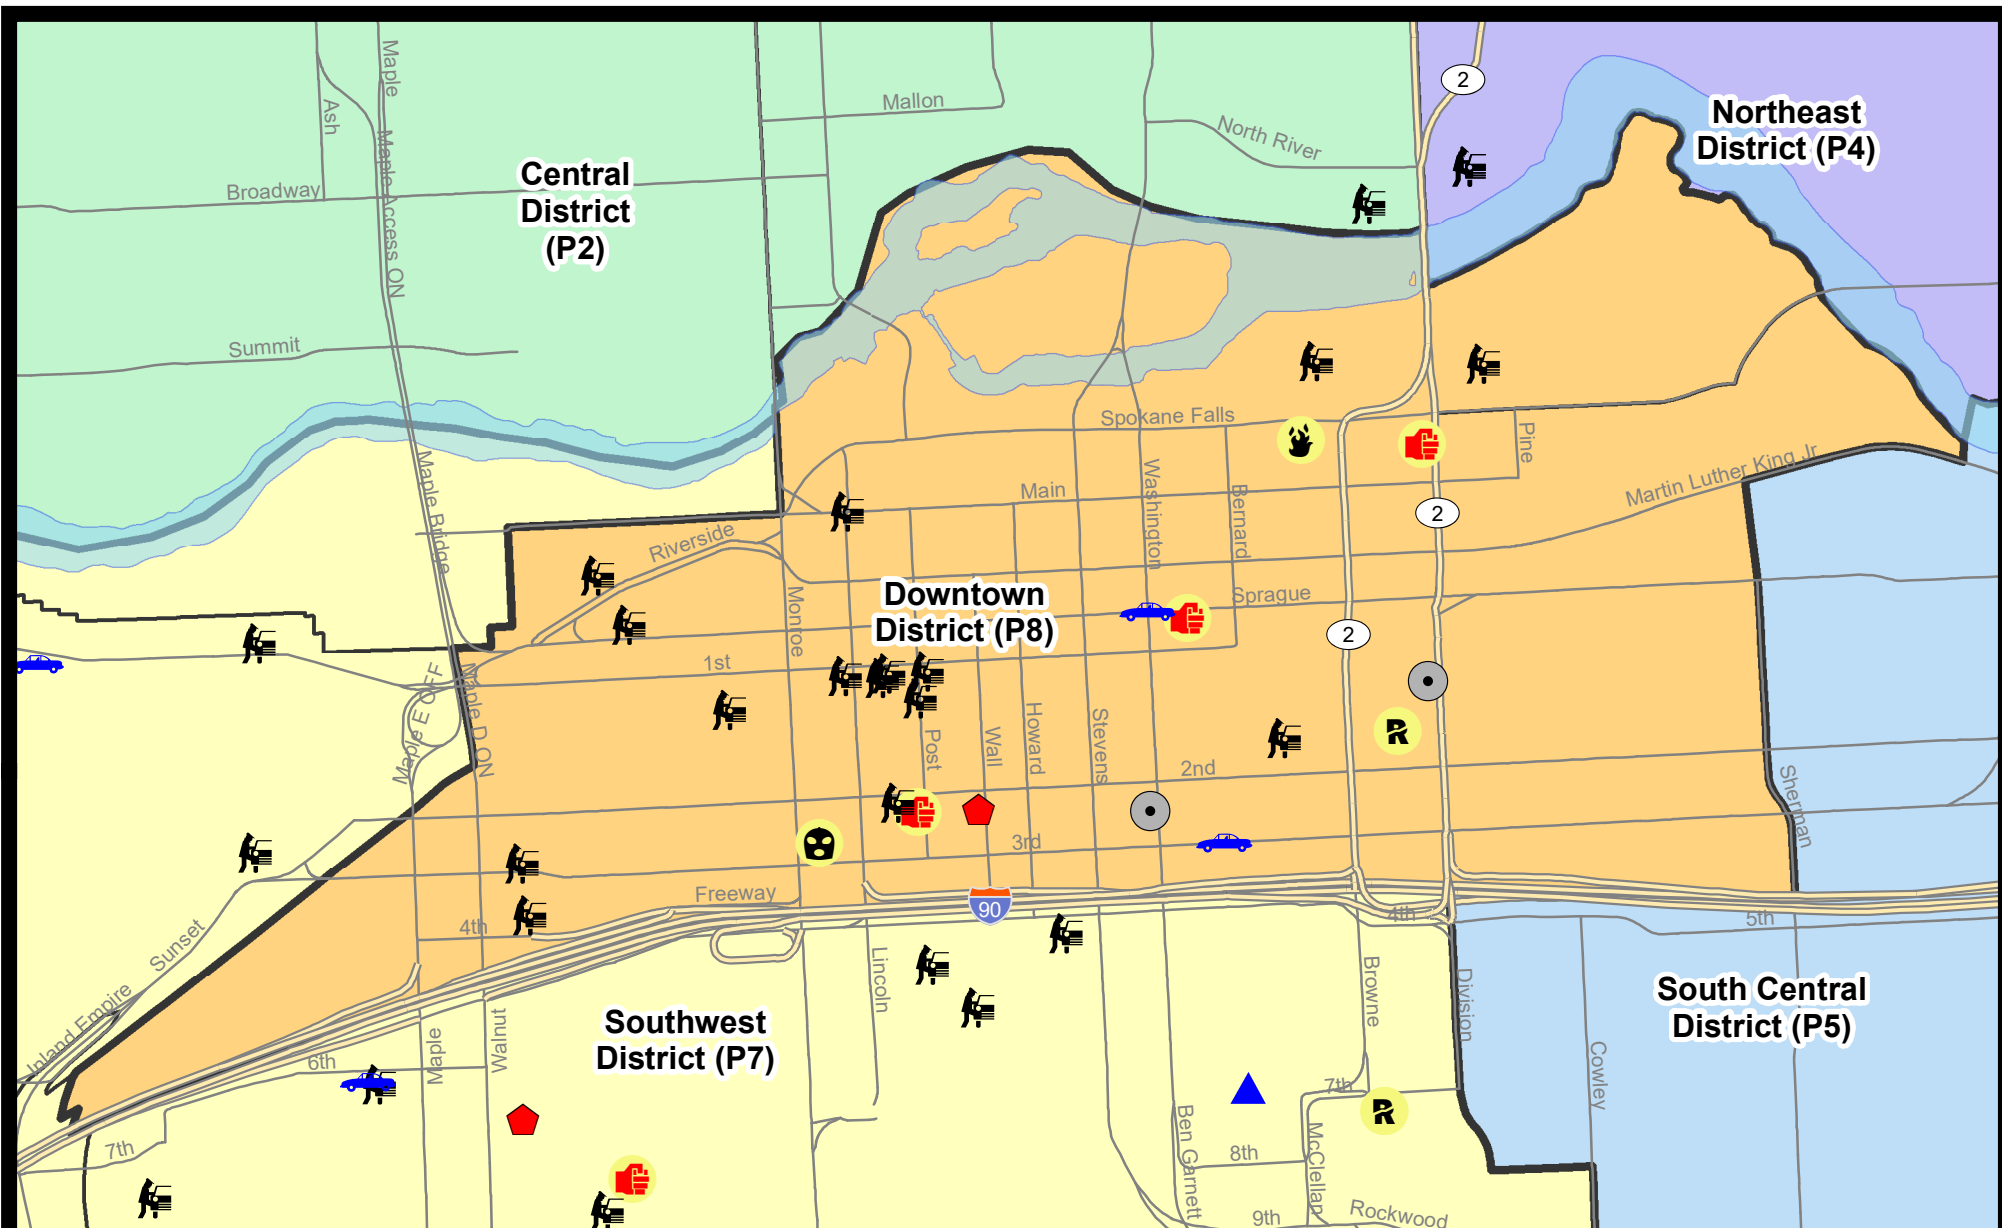 Maple
2
Ash
Mallon
Northeast
District (P4)
North River
Maple Access ON
Central
District
(P2)
Broadway
Summit
Spokane Falls
Pine
Martin Luther King Jr
Maple Bridge
Main
Washington
Bernard
2
Riverside
Downtown
District (P8)
Monroe
Sprague
2
1st
Maple E OFF
Maple D ON
Post
Wall
Howard
Stevens
R
2nd
Sherman
3rd
Freeway
90
4th
4th
5th
Sunset
Inland Empire
Lincoln
Browne
Division
South Central
District (P5)
Southwest
District (P7)
Maple
Walnut
6th
Cowley
7th
R
7th
Ben Garnett
8th
McClellan
9th
Rockwood